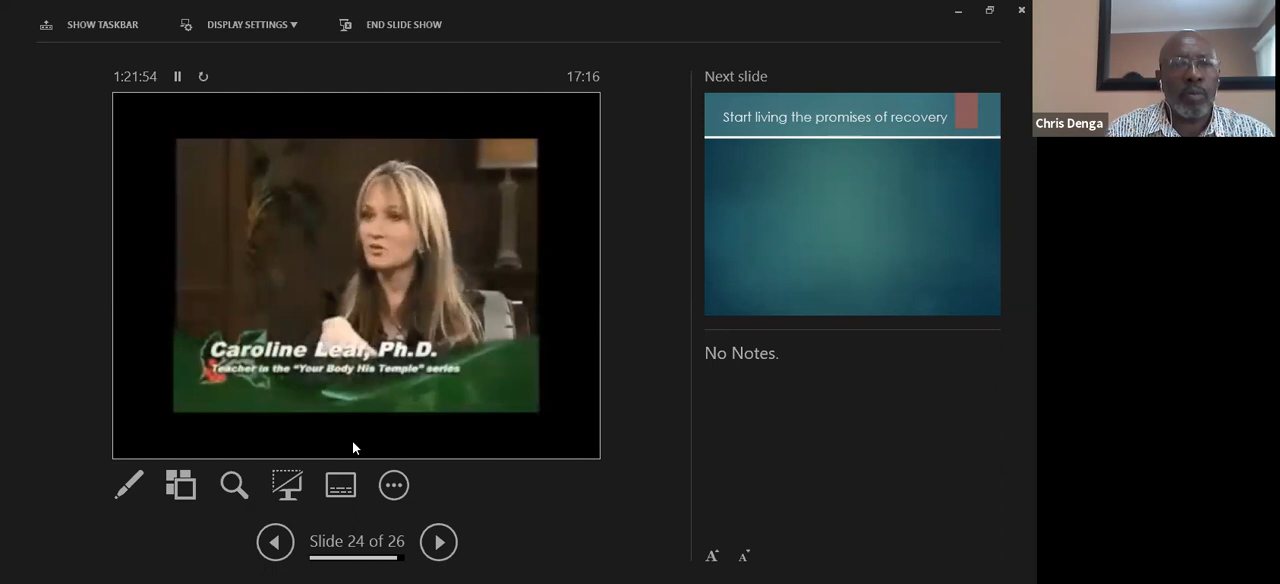 SHOW TASKBAR
DISPLAY SETTINGS
END SLIDE SHOW
1:21:54
17:16
Next slide
Start living the promises of recovery
Chris Denga
Caroline Leaf, Ph.D.
Teacher in the "Your Body His Temple" series
No Notes.
Slide 24 of 26
A A